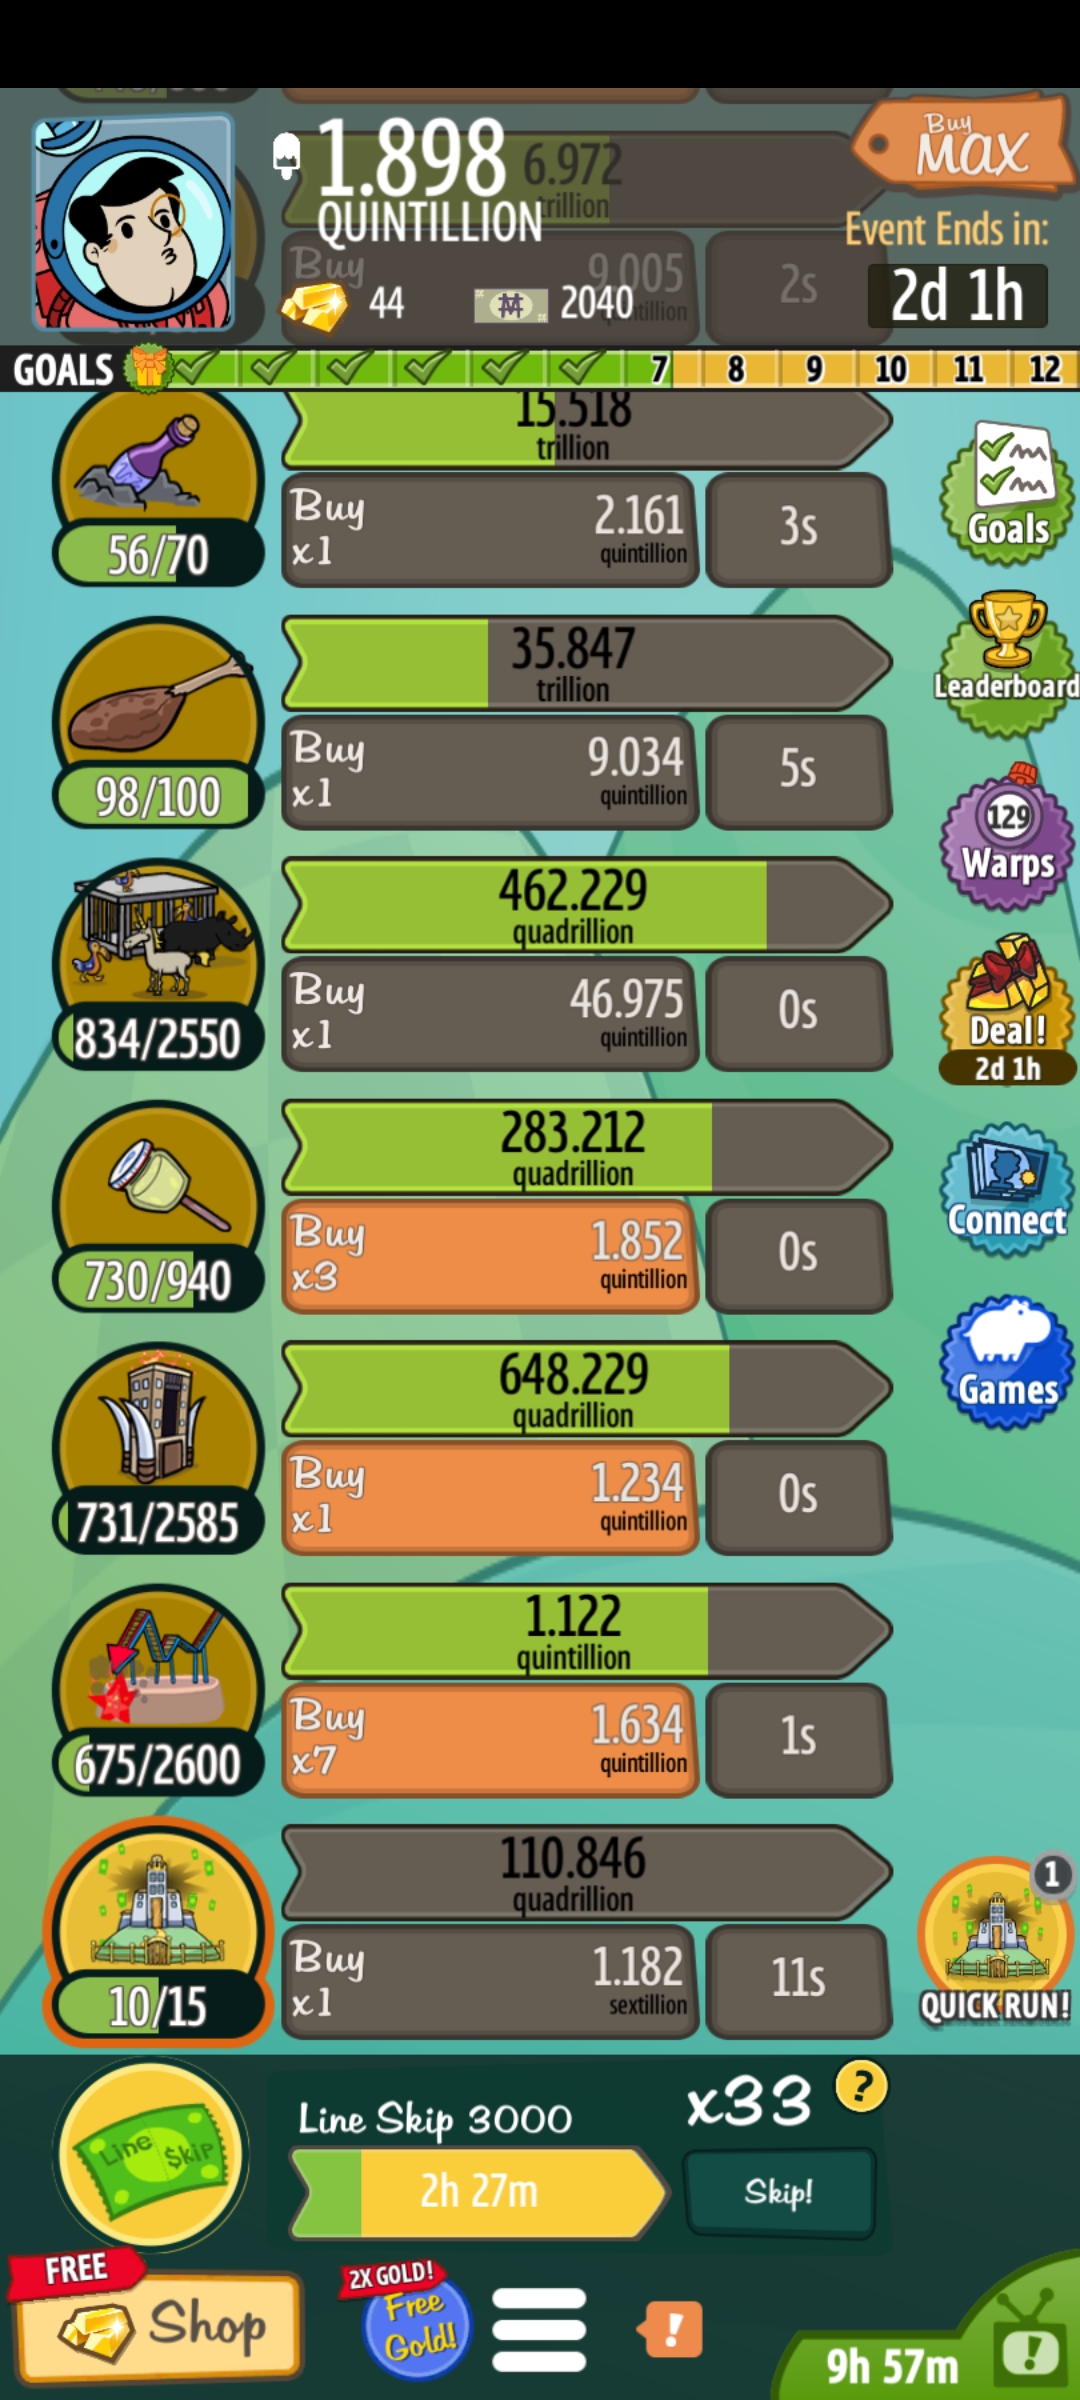 1.898
QUINTILLION
6.972
trillion
Buy
MAX
Event Ends in:
2d 1h
Buy
9.005
44
2040
2s
GOALS
7 8 9 10 11 12
15.518
trillion
56/70
Buy
x1
2.161
quintillion
3s
Goals
35.847
trillion
98/100
Buy
x1
9.034
quintillion
5s
Leaderboard
462.229
quadrillion
834/2550
Buy
x1
46.975
quintillion
0s
129
Warps
Deal!
2d 1h
283.212
quadrillion
730/940
Buy
x3
1.852
quintillion
0s
Connect
648.229
quadrillion
731/2585
Buy
x1
1.234
quintillion
0s
Games
1.122
quintillion
675/2600
Buy
x7
1.634
quintillion
1s
110.846
quadrillion
10/15
Buy
x1
1.182
sextillion
11s
1
QUICK RUN!
Line Skip
Line Skip 3000
x33
?
2h 27m
Skip!
FREE
Shop
2X GOLD!
Free
Gold!
!
9h 57m
!